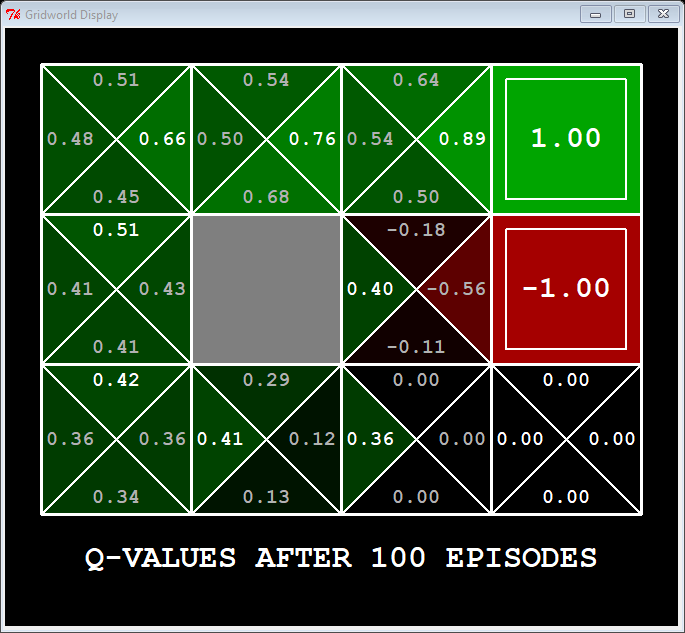 Gridworld Display
0.51 0.54 0.64
0.48 0.66 0.50 0.76 0.54 0.89 1.00
0.45 0.68 0.50
0.51 -0.18
0.41 0.43 0.40 -0.56 -1.00
0.41 -0.11
0.42 0.29 0.00 0.00
0.36 0.36 0.41 0.12 0.36 0.00 0.00 0.00
0.34 0.13 0.00 0.00
Q-VALUES AFTER 100 EPISODES